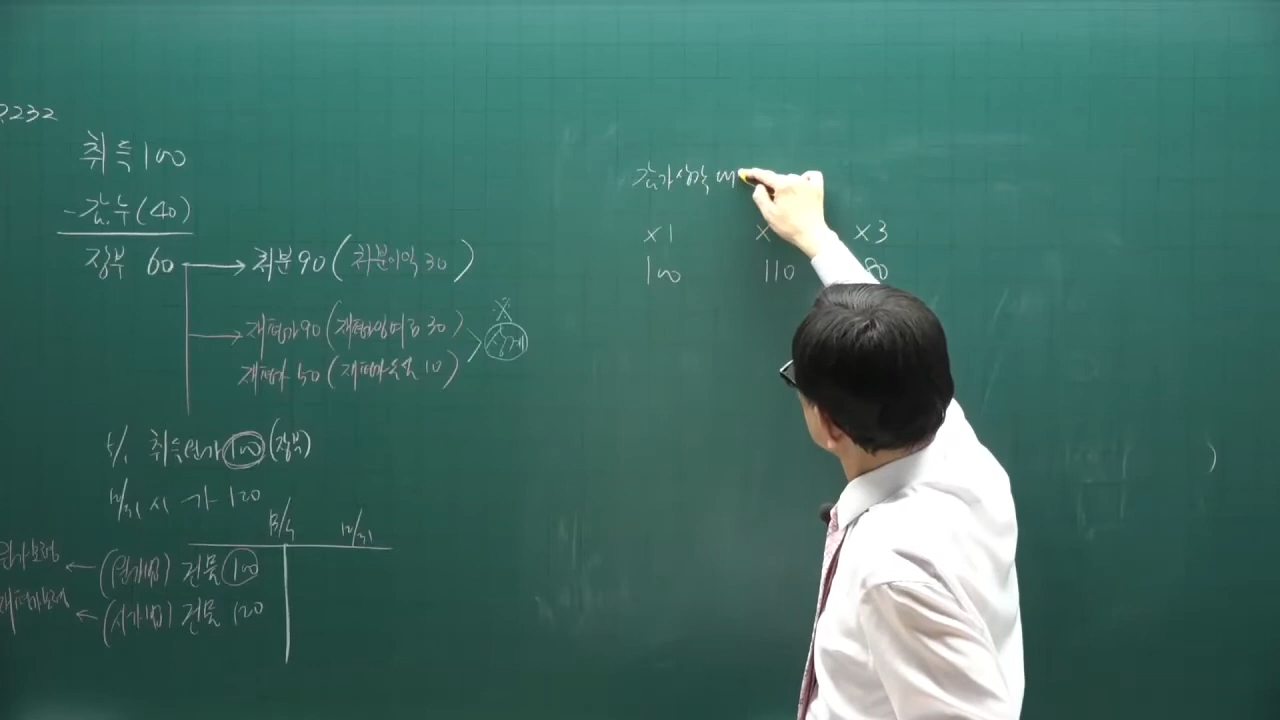 P.232
취득 100
-감.누(40)
장부 60 → 처분 90 (처분이익 30)
→ 재평가 90 (재평가잉여금 30)
X
상계
재평가 50 (재평가손실 10)
5/1 취득원가 100 (장부)
12/31 시가 120
B/S 12/31
원가모형 ← (원가법) 건물 100
재평가모형 ← (시가법) 건물 120
감가상각
X1 X X3
100 110 80
)